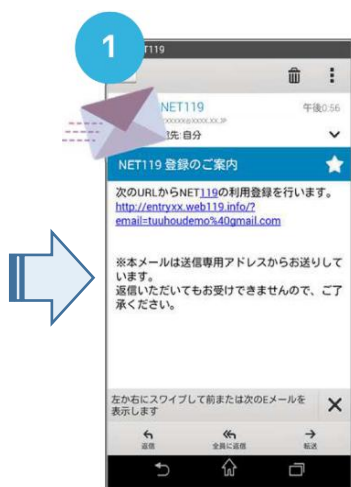 1
T119
NET119
午後0:56
xxxxxx@xxxx.xx.JP
宛先: 自分
NET119 登録のご案内
次のURLからNET119の利用登録を行います。
http://entryxx.web119.info/?
email=tuuhoudemo%40gmail.com
※本メールは送信専用アドレスからお送りして
います。
返信いただいてもお受けできませんので、ご了
承ください。
左か右にスワイプして前または次のEメールを
表示します
返信
全員に返信
転送